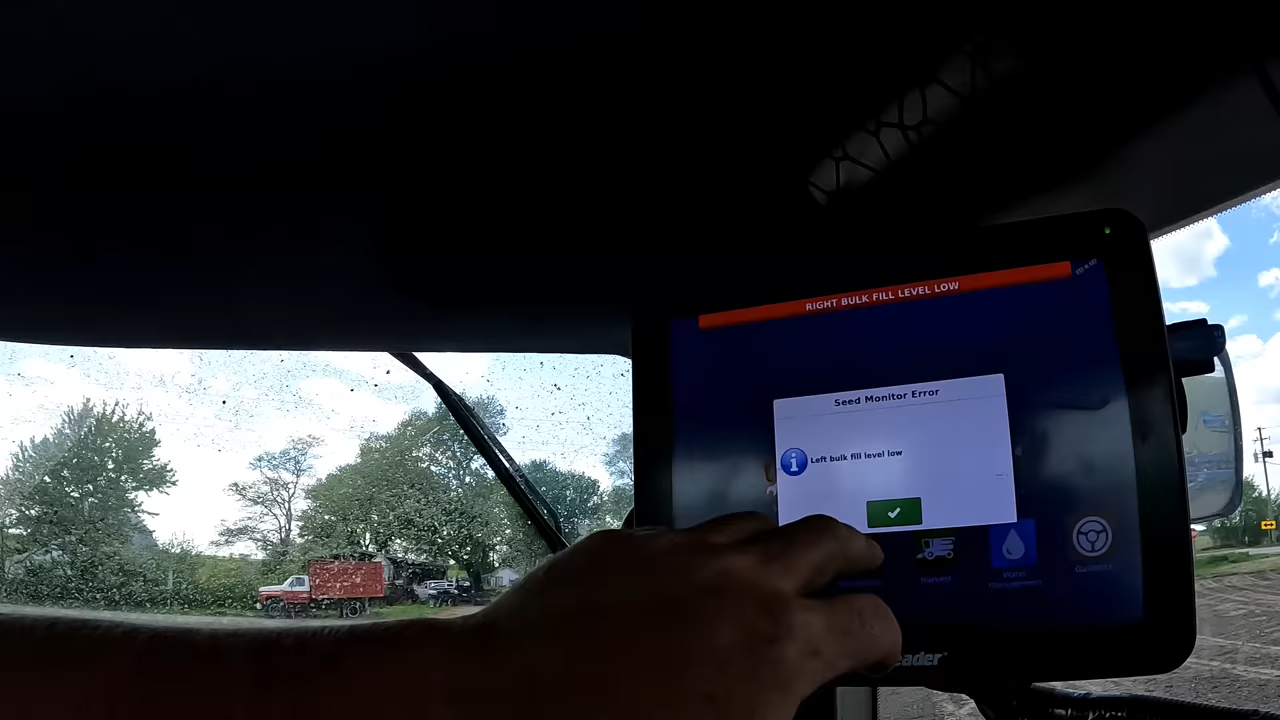 RIGHT BULK FILL LEVEL LOW
Seed Monitor Error
Left bulk fill level low
Harvest
Water
Management
Guidance
eader